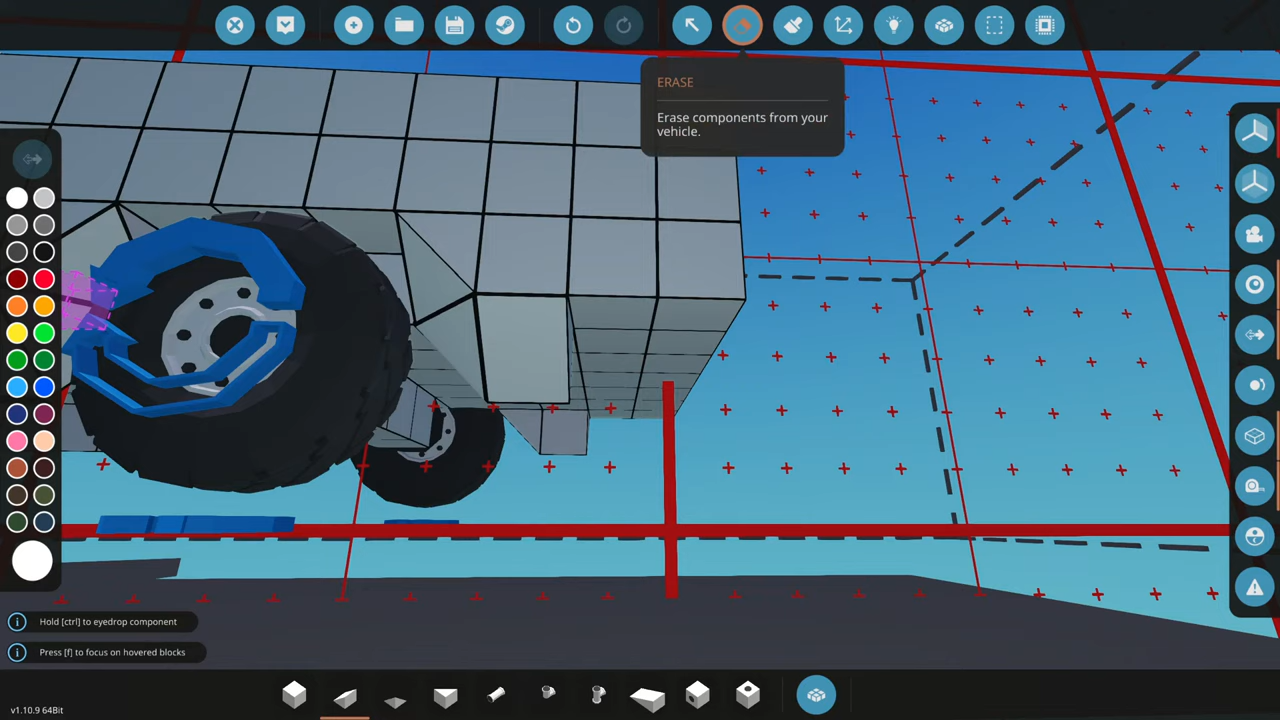 ERASE
Erase components from your
vehicle.
Hold [ctrl] to eyedrop component
Press [f] to focus on hovered blocks
v1.10.9 64Bit